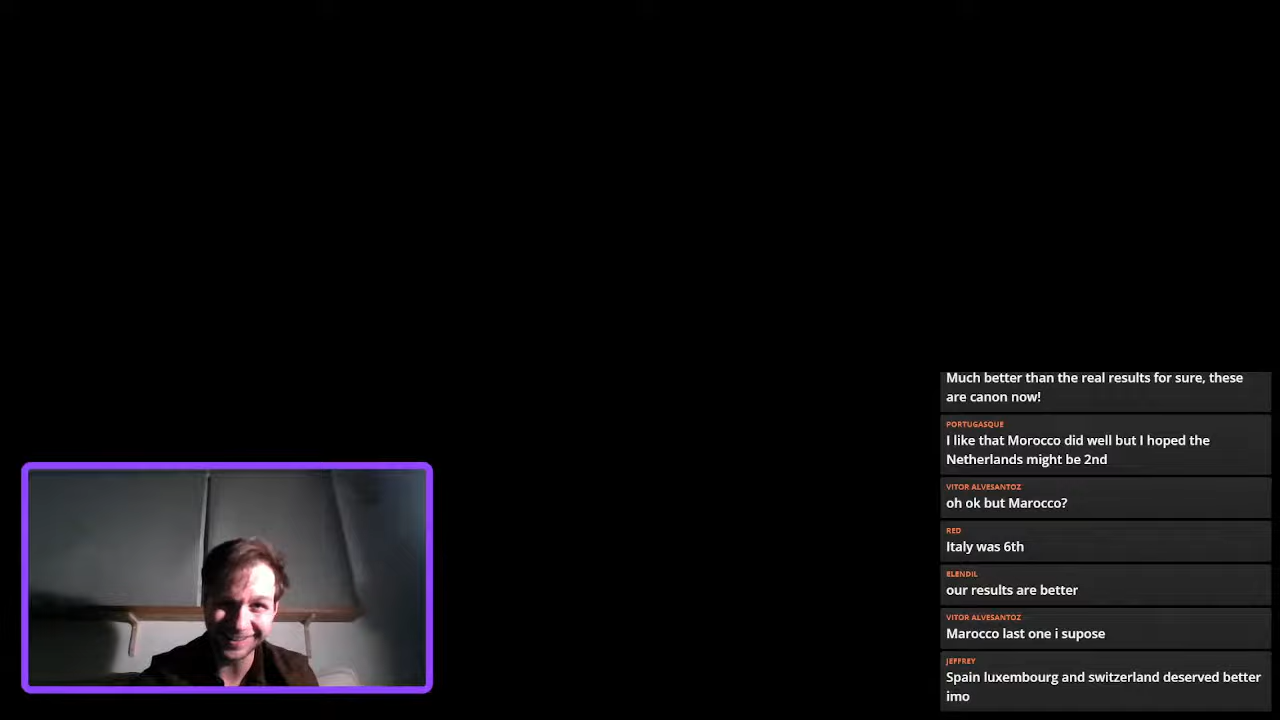 Much better than the real results for sure, these
are canon now!
PORTUGASQUE
I like that Morocco did well but I hoped the
Netherlands might be 2nd
VITOR ALVESANTOZ
oh ok but Marocco?
RED
Italy was 6th
ELENDIL
our results are better
VITOR ALVESANTOZ
Marocco last one i supose
JEFFREY
Spain luxembourg and switzerland deserved better
imo